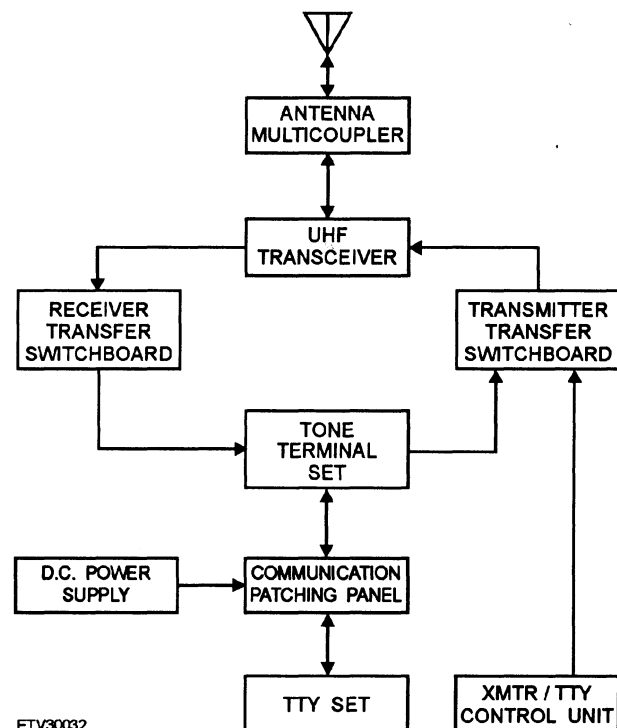 ANTENNA
MULTICOUPLER
UHF
TRANSCEIVER
RECEIVER
TRANSFER
SWITCHBOARD
TRANSMITTER
TRANSFER
SWITCHBOARD
TONE
TERMINAL
SET
D.C. POWER
SUPPLY
COMMUNICATION
PATCHING PANEL
TTY SET
XMTR / TTY
CONTROL UNIT
ETV30032